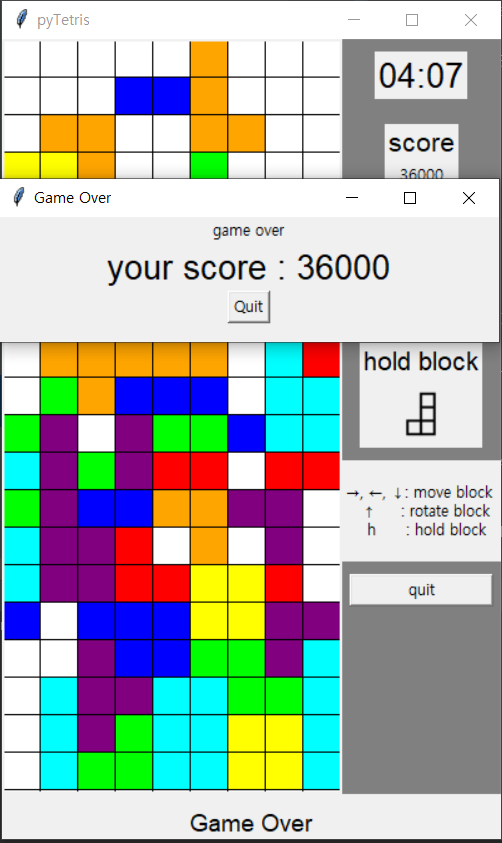 pyTetris
04:07
score
36000
Game Over
game over
your score : 36000
Quit
hold block
→, ←, ↓: move block
↑ : rotate block
h : hold block
quit
Game Over